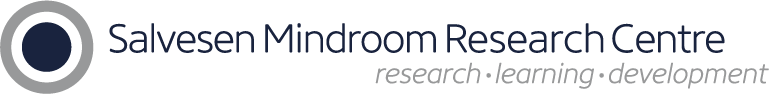 Salvesen Mindroom Research Centre
research · learning · development